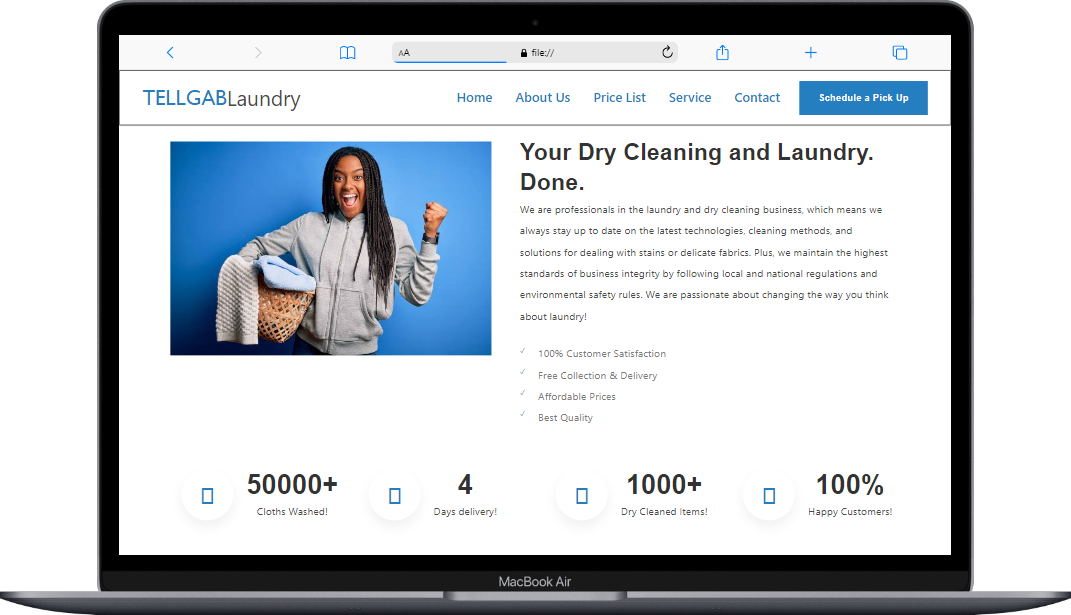 AA file://
TELLGABLaundry Home About Us Price List Service Contact Schedule a Pick Up
Your Dry Cleaning and Laundry.
Done.
We are professionals in the laundry and dry cleaning business, which means we
always stay up to date on the latest technologies, cleaning methods, and
solutions for dealing with stains or delicate fabrics. Plus, we maintain the highest
standards of business integrity by following local and national regulations and
environmental safety rules. We are passionate about changing the way you think
about laundry!
100% Customer Satisfaction
Free Collection & Delivery
Affordable Prices
Best Quality
50000+ 4 1000+ 100%
Cloths Washed! Days delivery! Dry Cleaned Items! Happy Customers!
MacBook Air